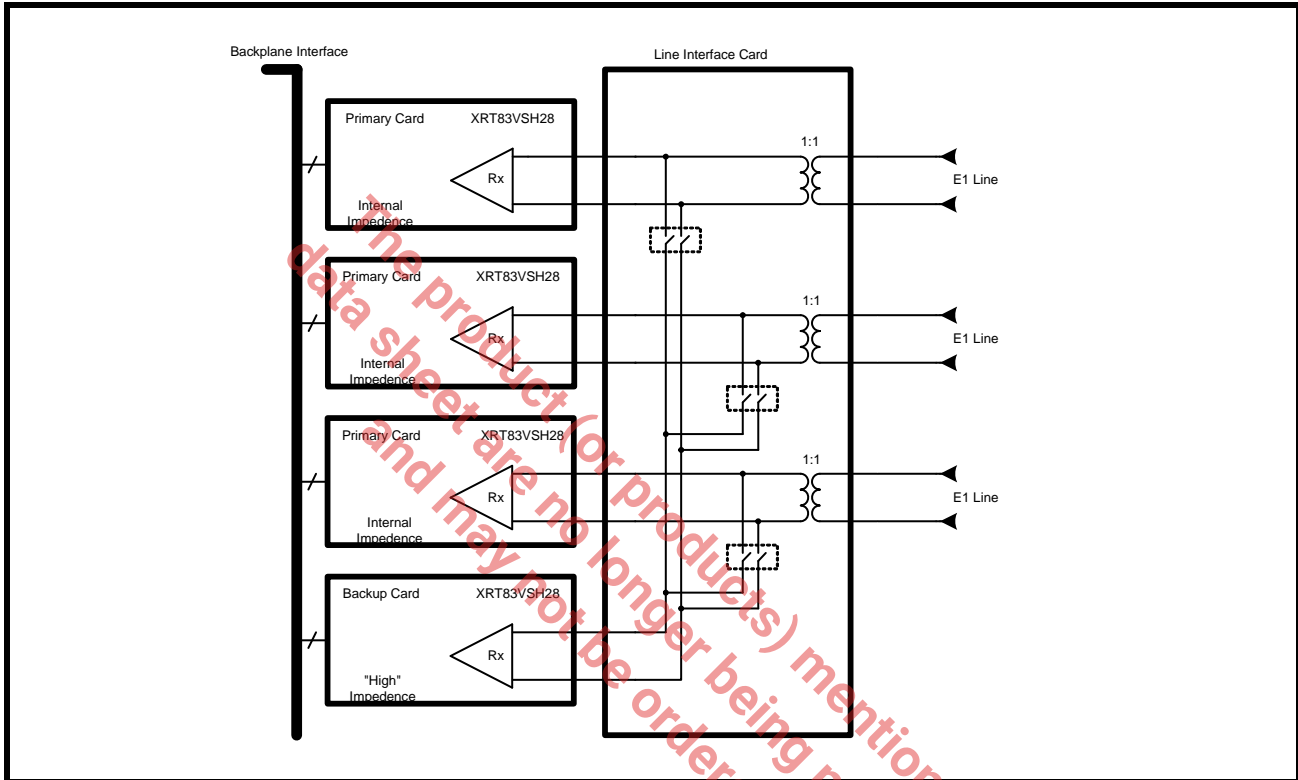 Backplane Interface
Line Interface Card
Primary Card XRT83VSH28
Rx
Internal
Impedence
1:1
E1 Line
Primary Card XRT83VSH28
Rx
Internal
Impedence
1:1
E1 Line
Primary Card XRT83VSH28
Rx
Internal
Impedence
1:1
E1 Line
Backup Card XRT83VSH28
Rx
"High"
Impedence
The product (or products) mention
data sheet are no longer being
and may not be order